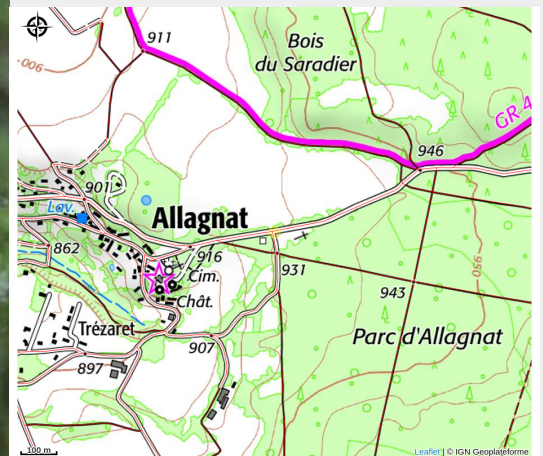 911
Bois
du Saradier
900
GR 4
946
901
Lav.
Allagnat
862
916
Cim.
931
950
943
Chât.
Trézaret
907
Parc d'Allagnat
897
100 m
Leaflet | © IGN Geoplateforme